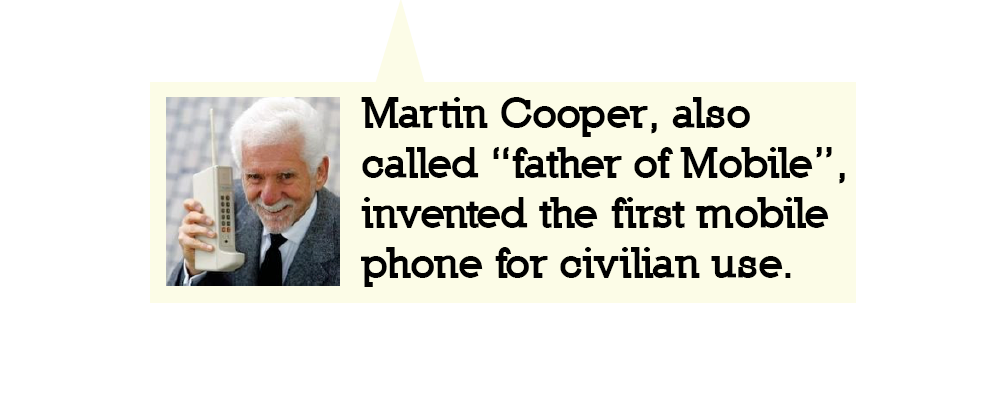 Martin Cooper, also
called “father of Mobile”,
invented the first mobile
phone for civilian use.